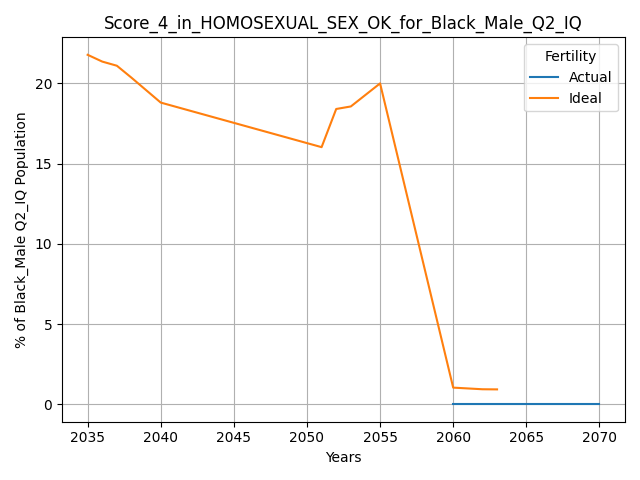 Score_4_in_HOMOSEXUAL_SEX_OK_for_Black_Male_Q2_IQ
Fertility
Actual
Ideal
% of Black_Male Q2_IQ Population
20
15
10
5
0
2035 2040 2045 2050 2055 2060 2065 2070
Years